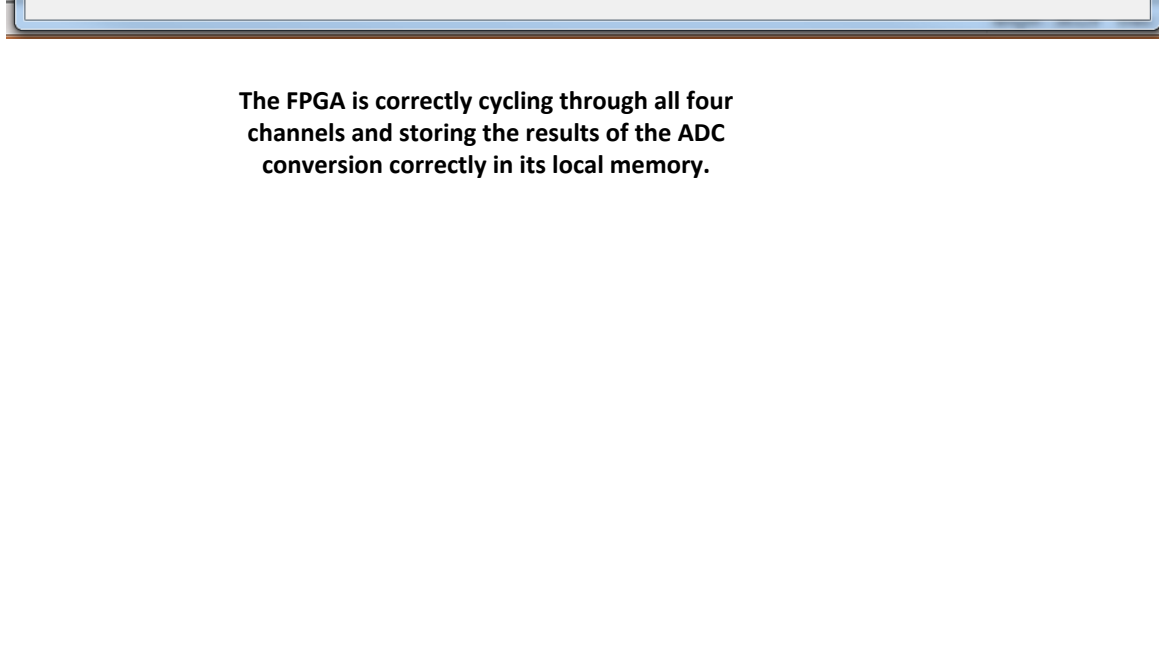 The FPGA is correctly cycling through all four
channels and storing the results of the ADC
conversion correctly in its local memory.